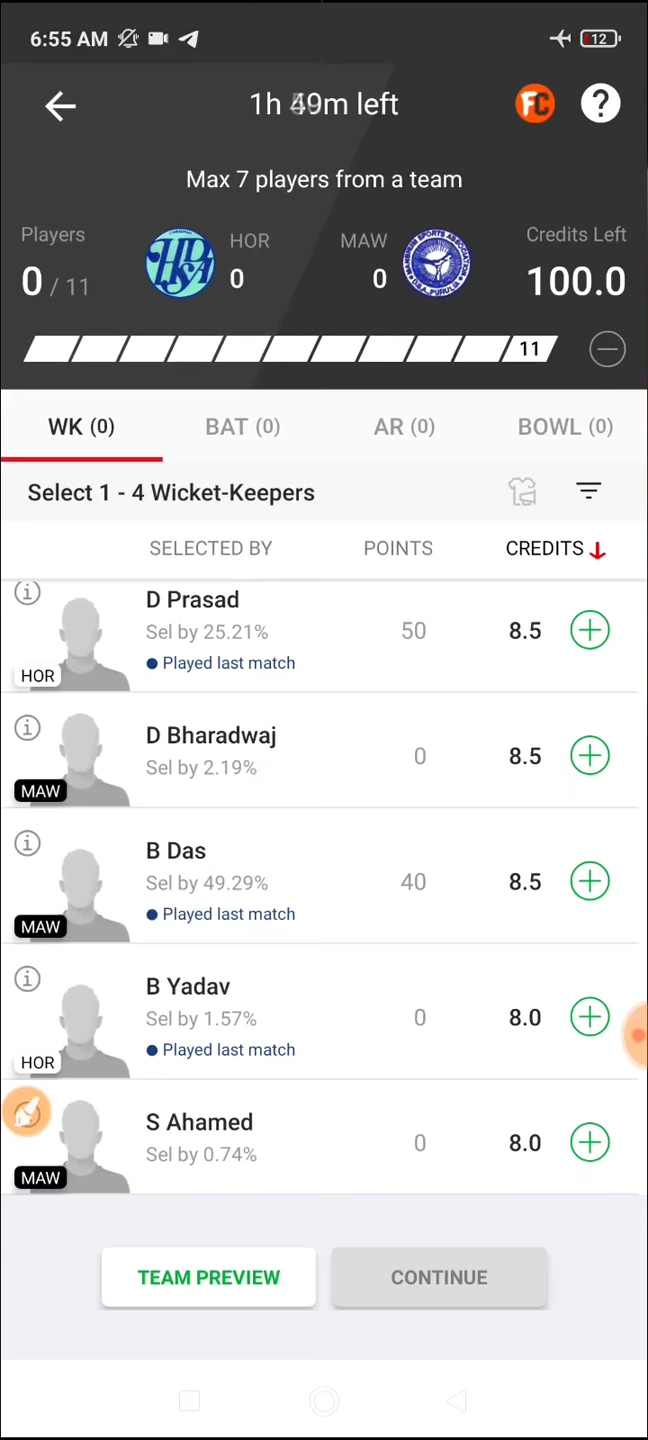 6:55 AM
12
1h 49m left
FC
?
Max 7 players from a team
Players
HOR
MAW
Credits Left
0 / 11
0
0
100.0
11
WK (0)
BAT (0)
AR (0)
BOWL (0)
Select 1 - 4 Wicket-Keepers
SELECTED BY
POINTS
CREDITS
D Prasad
Sel by 25.21%
50
8.5
Played last match
HOR
D Bharadwaj
Sel by 2.19%
0
8.5
MAW
B Das
Sel by 49.29%
40
8.5
Played last match
MAW
B Yadav
Sel by 1.57%
0
8.0
Played last match
HOR
S Ahamed
Sel by 0.74%
0
8.0
MAW
TEAM PREVIEW
CONTINUE